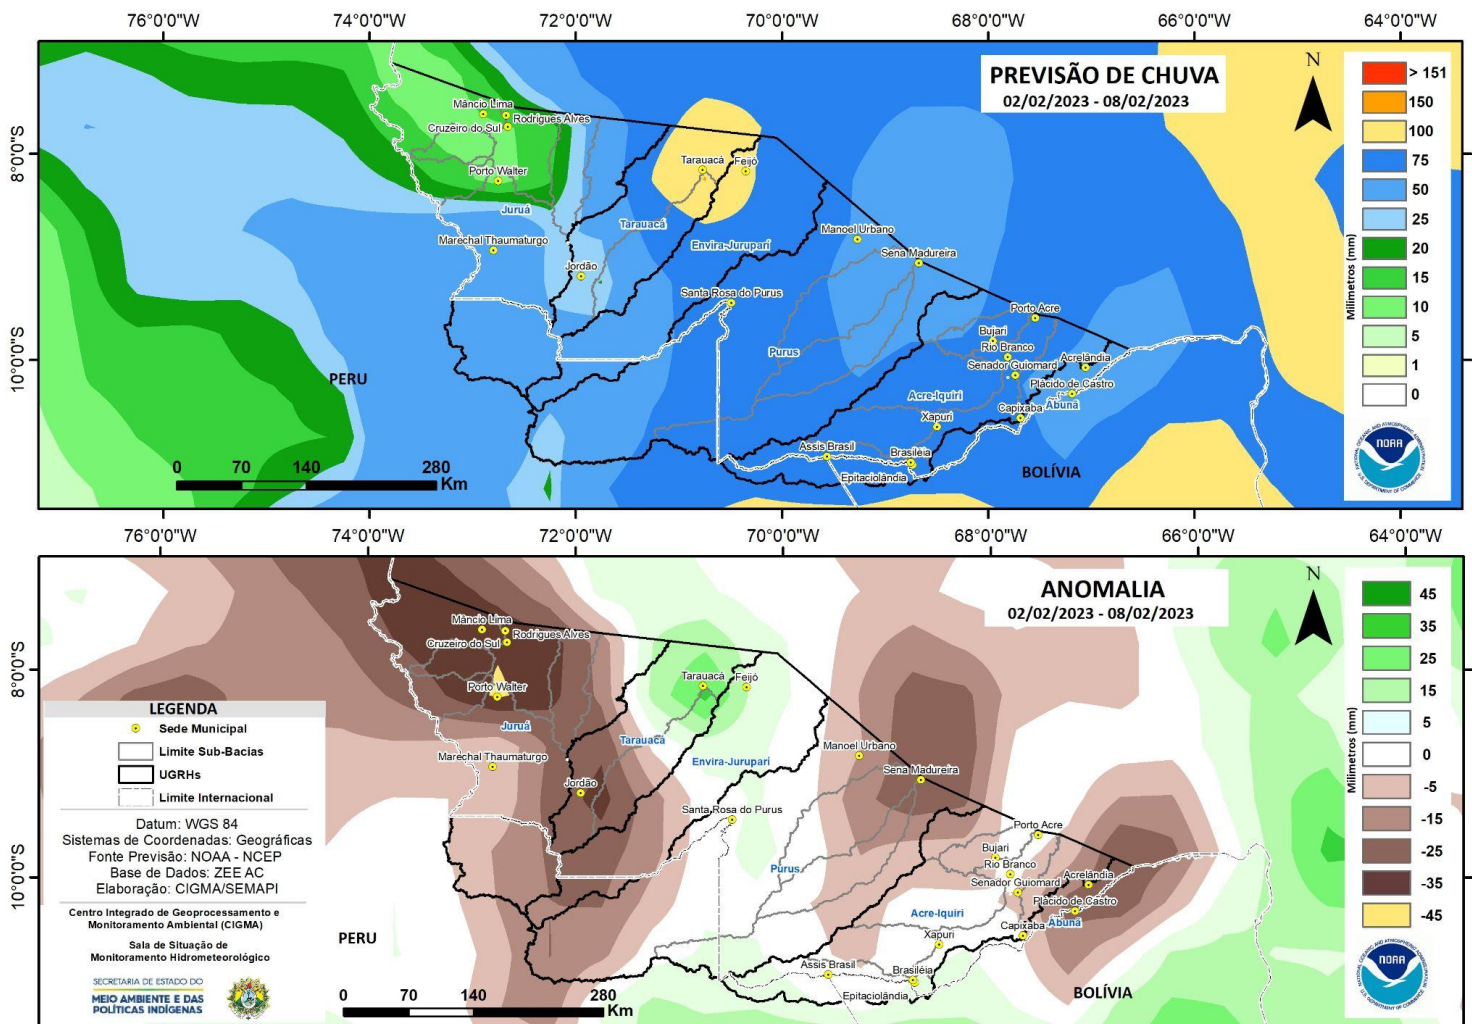 76°0'0"W 74°0'0"W 72°0'0"W 70°0'0"W 68°0'0"W 66°0'0"W 64°0'0"W
8°0'0"S
10°0'0"S
PREVISÃO DE CHUVA
02/02/2023 - 08/02/2023
N
> 151
150
100
75
50
25
20
15
10
5
1
0
Milimetros (mm)
Mâncio Lima
Rodrigues Alves
Cruzeiro do Sul
Porto Walter
Juruá
Marechal Thaumaturgo
Jordão
Tarauacá
Feijó
Tarauacá
Envira-Jurupari
Manoel Urbano
Sena Madureira
Santa Rosa do Purus
Purus
Porto Acre
Bujari
Rio Branco
Senador Guiomard
Acrelândia
Plácido de Castro
Abunã
Acre-Iquiri
Capixaba
Xapuri
Assis Brasil
Brasiléia
Epitaciolândia
PERU
BOLÍVIA
0 70 140 280
Km
NOAA
76°0'0"W 74°0'0"W 72°0'0"W 70°0'0"W 68°0'0"W 66°0'0"W 64°0'0"W
8°0'0"S
10°0'0"S
ANOMALIA
02/02/2023 - 08/02/2023
N
45
35
25
15
5
0
-5
-15
-25
-35
-45
Milimetros (mm)
Mâncio Lima
Rodrigues Alves
Cruzeiro do Sul
Porto Walter
Juruá
Marechal Thaumaturgo
Jordão
Tarauacá
Feijó
Tarauacá
Envira-Jurupari
Manoel Urbano
Sena Madureira
Santa Rosa do Purus
Purus
Porto Acre
Bujari
Rio Branco
Senador Guiomard
Acrelândia
Plácido de Castro
Abunã
Acre-Iquiri
Capixaba
Xapuri
Assis Brasil
Brasiléia
Epitaciolândia
PERU
BOLÍVIA
0 70 140 280
Km
NOAA
LEGENDA
Sede Municipal
Limite Sub-Bacias
UGRHs
Limite Internacional
Datum: WGS 84
Sistemas de Coordenadas: Geográficas
Fonte Previsão: NOAA - NCEP
Base de Dados: ZEE AC
Elaboração: CIGMA/SEMAPI
Centro Integrado de Geoprocessamento e
Monitoramento Ambiental (CIGMA)
Sala de Situação de
Monitoramento Hidrometeorológico
SECRETARIA DE ESTADO DO
MEIO AMBIENTE E DAS
POLÍTICAS INDÍGENAS